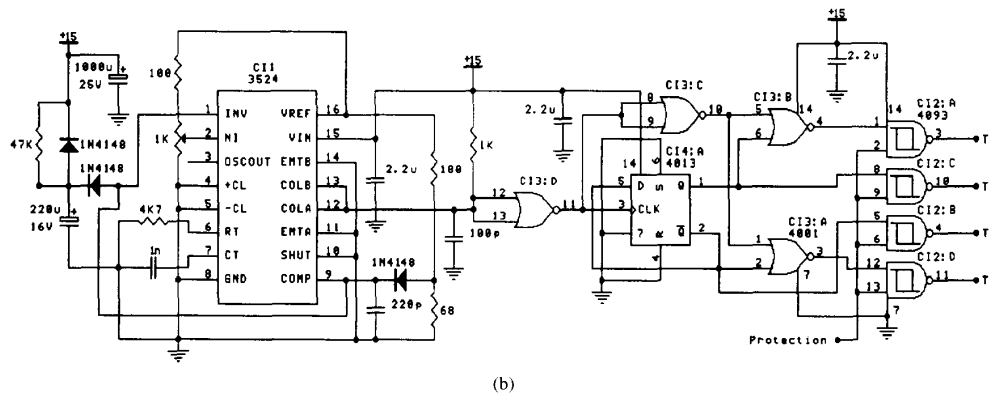 +15
1000u
25V
47K
1N4148
1N4148
220u
16V
100
1K
4K7
1n
CI1
3524
1 INV VREF 16
2 NI VIN 15
3 OSCOUT EMTB 14
4 +CL COLB 13
5 -CL COLA 12
6 RT EMTA 11
7 CT SHUT 10
8 GND COMP 9
2.2u
180
1N4148
220p
68
+15
1K
100p
12
13
CI3:D
11
2.2u
14
6
CI4:A
4013
5 D S Q 1
3 CLK
7 R Q 2
4
8
9
CI3:C
10
+15
2.2u
CI3:B
14
5
6
4
CI3:A
4001
1
2
3
7
14
CI2:A
4093
1
2
3
T
CI2:C
8
9
10
T
CI2:B
5
6
4
T
CI2:D
12
13
11
T
7
Protection
(b)